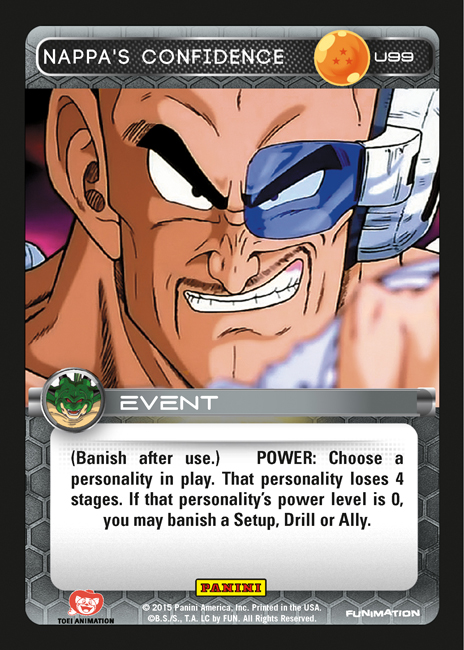 NAPPA'S CONFIDENCE U99
EVENT
(Banish after use.) POWER: Choose a
personality in play. That personality loses 4
stages. If that personality's power level is 0,
you may banish a Setup, Drill or Ally.
PANINI
TOEI ANIMATION
© 2015 Panini America, Inc. Printed in the USA.
©B.S./S., T.A. LC by FUN. All Rights Reserved.
FUNIMATION